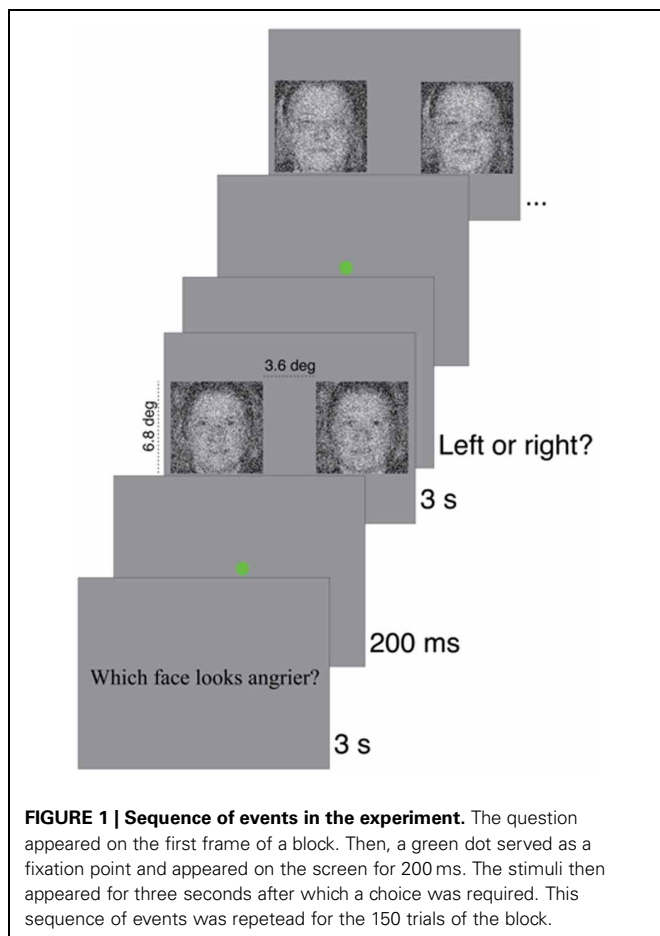 ...
3.6 deg
6.8 deg
Left or right?
3 s
200 ms
Which face looks angrier?
3 s
FIGURE 1 | Sequence of events in the experiment. The question
appeared on the first frame of a block. Then, a green dot served as a
fixation point and appeared on the screen for 200 ms. The stimuli then
appeared for three seconds after which a choice was required. This
sequence of events was repetead for the 150 trials of the block.